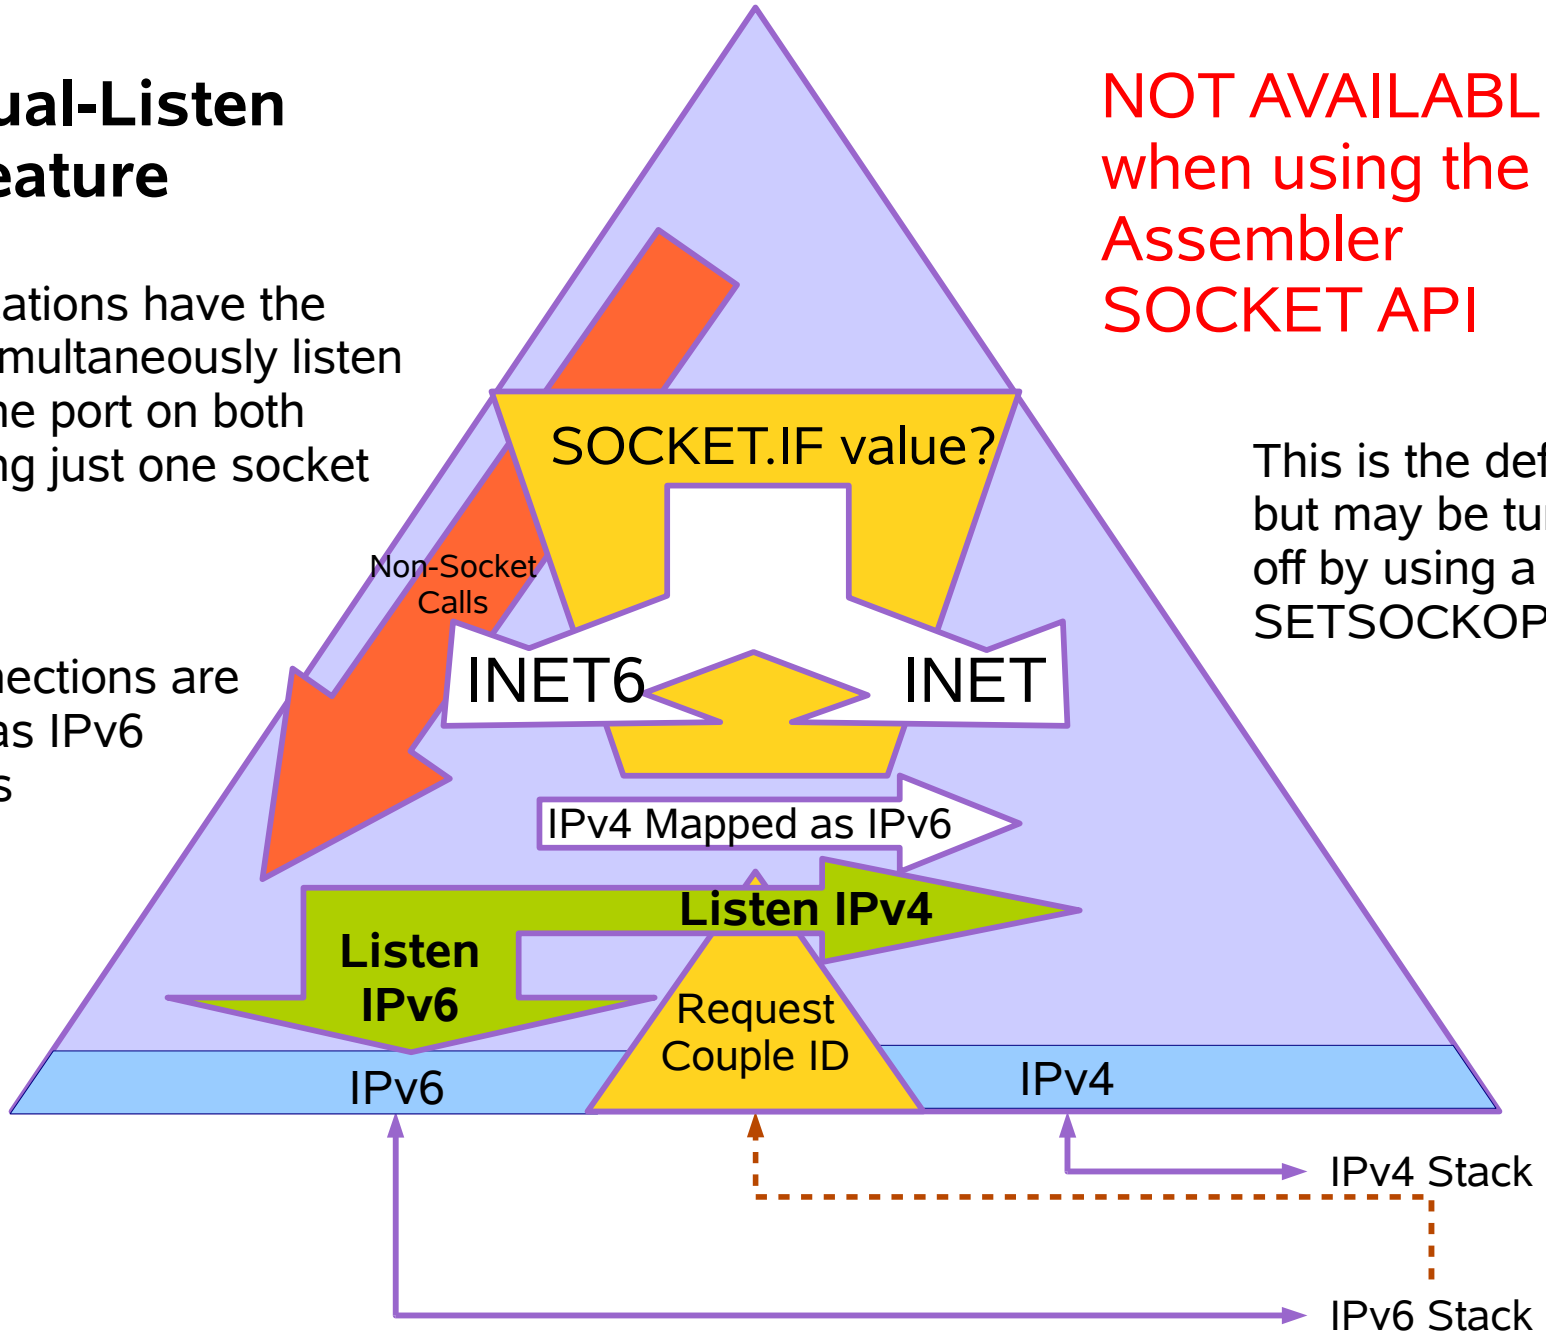 ual-Listen
eature
NOT AVAILABL
when using the
Assembler
SOCKET API
ations have the
multaneously listen
ne port on both
ng just one socket
SOCKET.IF value?
This is the def
but may be tur
off by using a
SETSOCKOP
Non-Socket
Calls
INET6
INET
nections are
as IPv6
s
IPv4 Mapped as IPv6
Listen IPv4
Listen
IPv6
Request
Couple ID
IPv6
IPv4
IPv4 Stack
IPv6 Stack